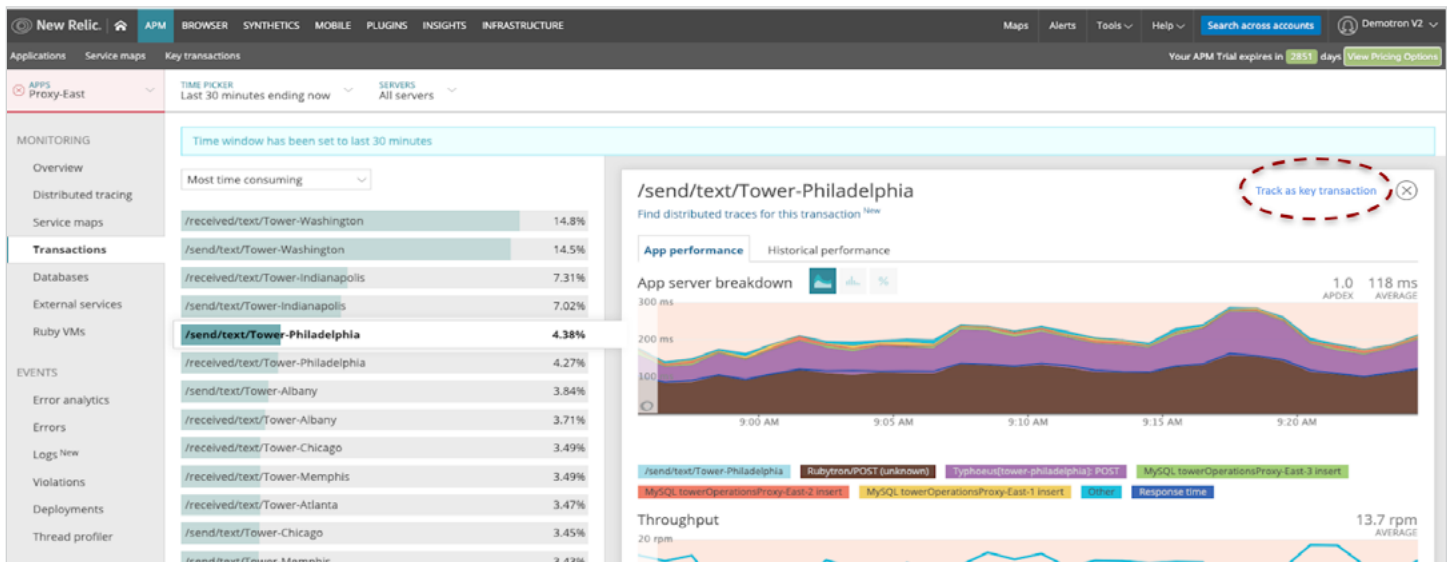 New Relic. APM BROWSER SYNTHETICS MOBILE PLUGINS INSIGHTS INFRASTRUCTURE Maps Alerts Tools Help Search across accounts Demotron V2
Applications Service maps Key transactions Your APM Trial expires in 2851 days View Pricing Options
APPS TIME PICKER SERVERS
Proxy-East Last 30 minutes ending now All servers
MONITORING
Overview
Distributed tracing
Service maps
Transactions
Databases
External services
Ruby VMs
EVENTS
Error analytics
Errors
Logs New
Violations
Deployments
Thread profiler
Time window has been set to last 30 minutes
Most time consuming
/received/text/Tower-Washington 14.8%
/send/text/Tower-Washington 14.5%
/received/text/Tower-Indianapolis 7.31%
/send/text/Tower-Indianapolis 7.02%
/send/text/Tower-Philadelphia 4.38%
/received/text/Tower-Philadelphia 4.27%
/send/text/Tower-Albany 3.84%
/received/text/Tower-Albany 3.71%
/received/text/Tower-Chicago 3.49%
/received/text/Tower-Memphis 3.49%
/received/text/Tower-Atlanta 3.47%
/send/text/Tower-Chicago 3.45%
/send/text/Tower-Memphis 3.43%
/send/text/Tower-Philadelphia Track as key transaction
Find distributed traces for this transaction New
App performance Historical performance
App server breakdown % 1.0 118 ms
APDEX AVERAGE
300 ms
200 ms
100
9:00 AM 9:05 AM 9:10 AM 9:15 AM 9:20 AM
/send/text/Tower-Philadelphia Rubytron/POST (unknown) Typhoeus[tower-philadelphia]: POST MySQL towerOperationsProxy-East-3 insert
MySQL towerOperationsProxy-East-2 insert MySQL towerOperationsProxy-East-1 insert Other Response time
Throughput 13.7 rpm
AVERAGE
20 rpm